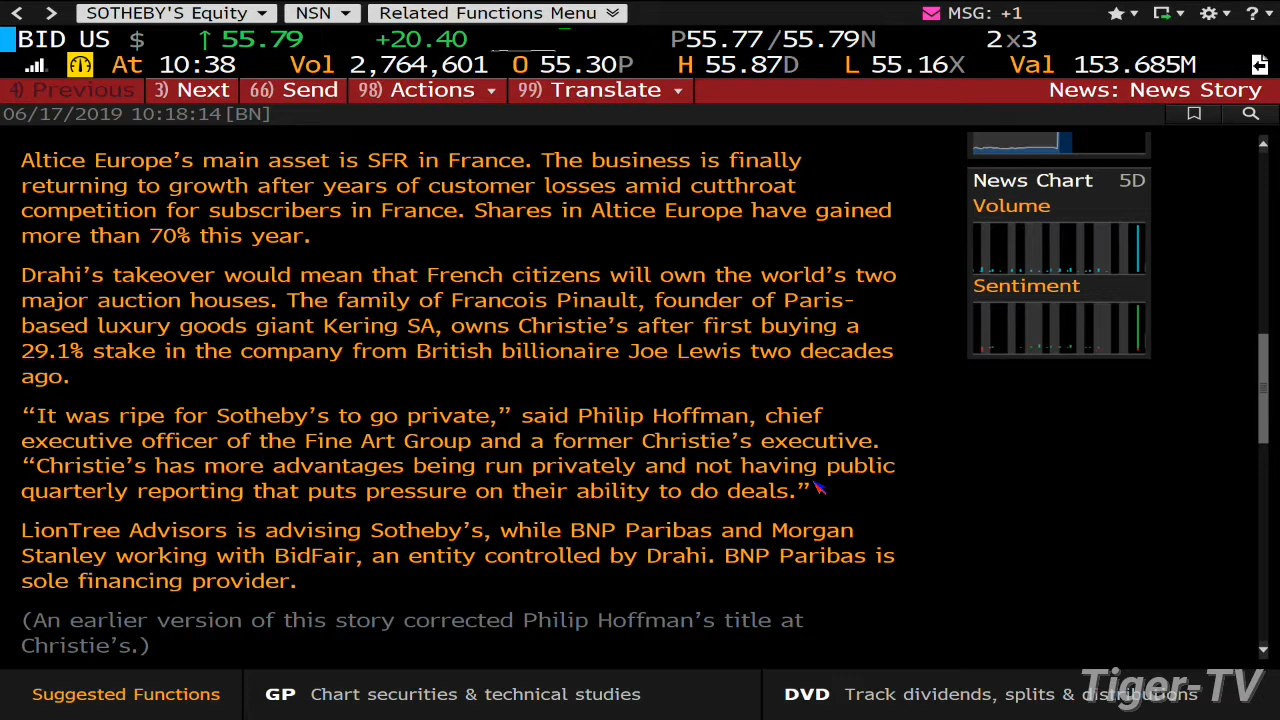 SOTHEBY'S Equity NSN Related Functions Menu MSG: +1 ?
BID US $ ↑ 55.79 +20.40 P55.77/55.79N 2x3
At 10:38 Vol 2,764,601 O 55.30P H 55.87D L 55.16X Val 153.685M
4) Previous 3) Next 66) Send 98) Actions 99) Translate News: News Story
06/17/2019 10:18:14[BN]
Altice Europe’s main asset is SFR in France. The business is finally
returning to growth after years of customer losses amid cutthroat
competition for subscribers in France. Shares in Altice Europe have gained
more than 70% this year.
Drahi’s takeover would mean that French citizens will own the world’s two
major auction houses. The family of Francois Pinault, founder of Paris-
based luxury goods giant Kering SA, owns Christie’s after first buying a
29.1% stake in the company from British billionaire Joe Lewis two decades
ago.
“It was ripe for Sotheby’s to go private,” said Philip Hoffman, chief
executive officer of the Fine Art Group and a former Christie’s executive.
“Christie’s has more advantages being run privately and not having public
quarterly reporting that puts pressure on their ability to do deals.”
LionTree Advisors is advising Sotheby’s, while BNP Paribas and Morgan
Stanley working with BidFair, an entity controlled by Drahi. BNP Paribas is
sole financing provider.
(An earlier version of this story corrected Philip Hoffman’s title at
Christie’s.)
News Chart 5D
Volume
Sentiment
Suggested Functions GP Chart securities & technical studies DVD Track dividends, splits & distributions
Tiger-TV